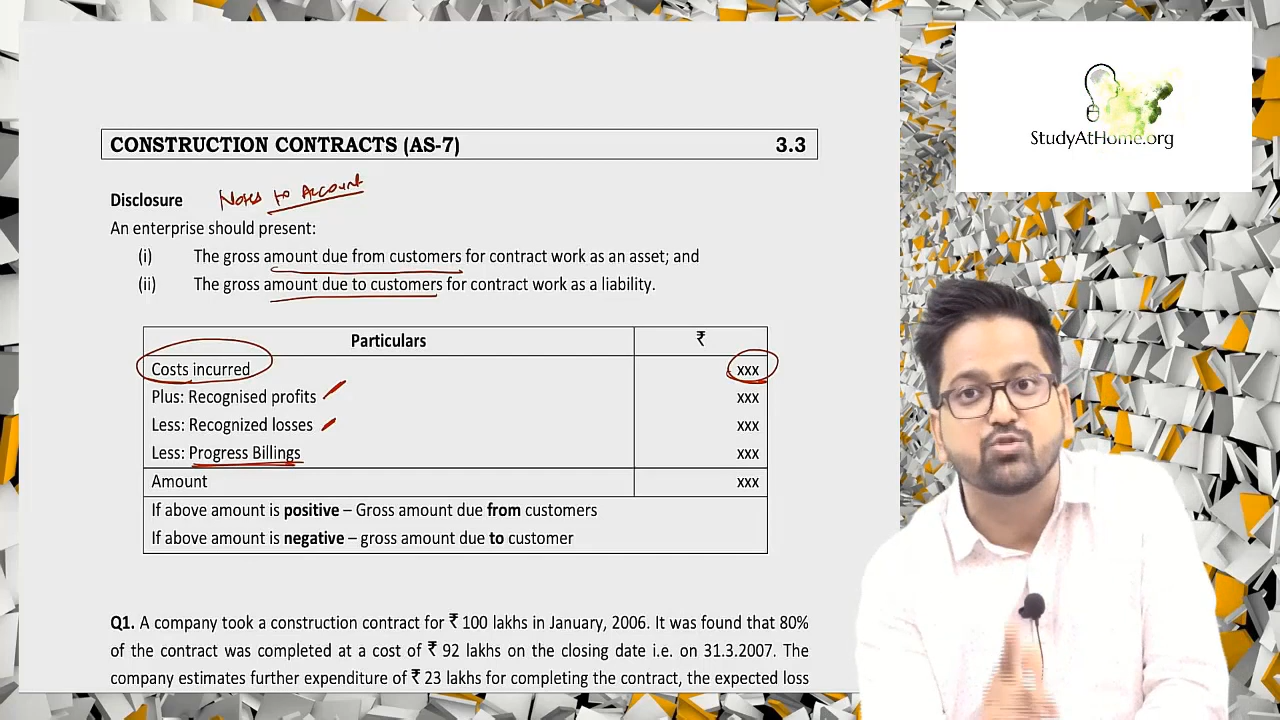 StudyAtHome.org
CONSTRUCTION CONTRACTS (AS-7) 3.3
Disclosure Notes to Account
An enterprise should present:
(i) The gross amount due from customers for contract work as an asset; and
(ii) The gross amount due to customers for contract work as a liability.
Particulars ₹
Costs incurred xxx
Plus: Recognised profits xxx
Less: Recognized losses xxx
Less: Progress Billings xxx
Amount xxx
If above amount is positive – Gross amount due from customers
If above amount is negative – gross amount due to customer
Q1. A company took a construction contract for ₹ 100 lakhs in January, 2006. It was found that 80%
of the contract was completed at a cost of ₹ 92 lakhs on the closing date i.e. on 31.3.2007. The
company estimates further expenditure of ₹ 23 lakhs for completing the contract, the expected loss